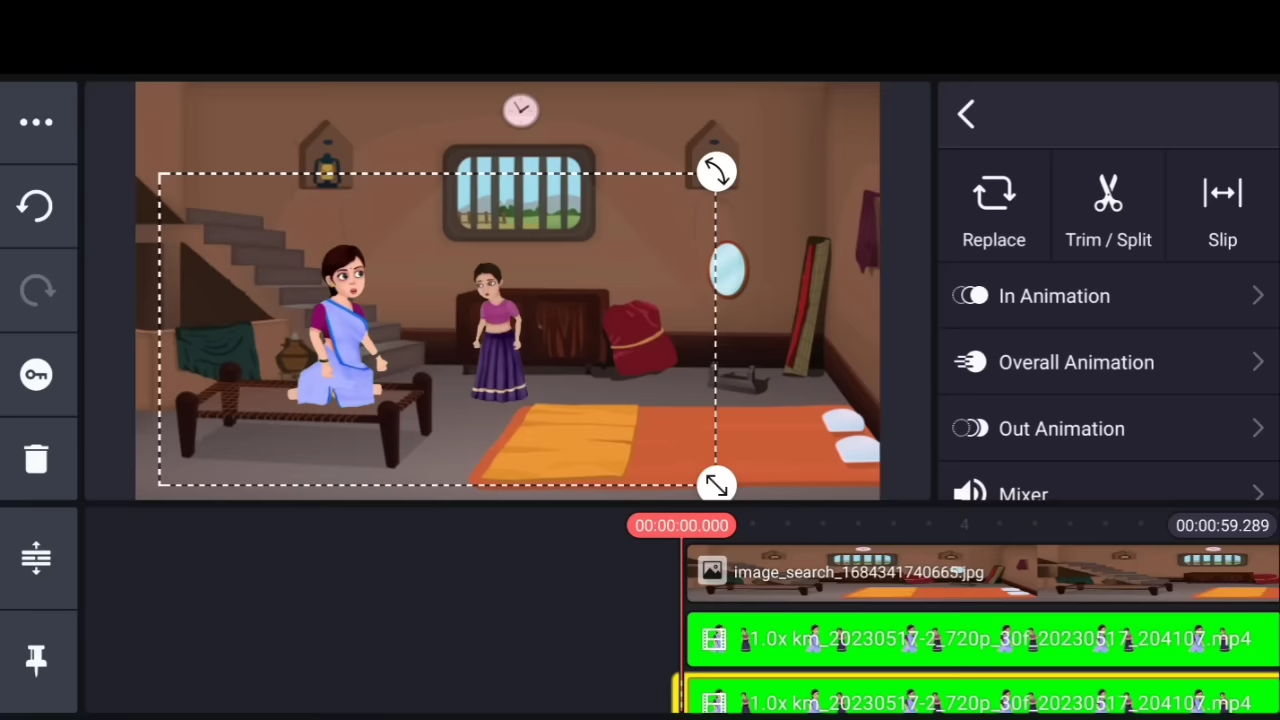 Replace
Trim / Split
Slip
In Animation
Overall Animation
Out Animation
Mixer
00:00:00.000
4
00:00:59.289
image_search_1684341740665.jpg
1.0x km_20230517-2_720p_30f_20230517_204107.mp4
1.0x km_20230517-2_720p_30f_20230517_204107.mp4